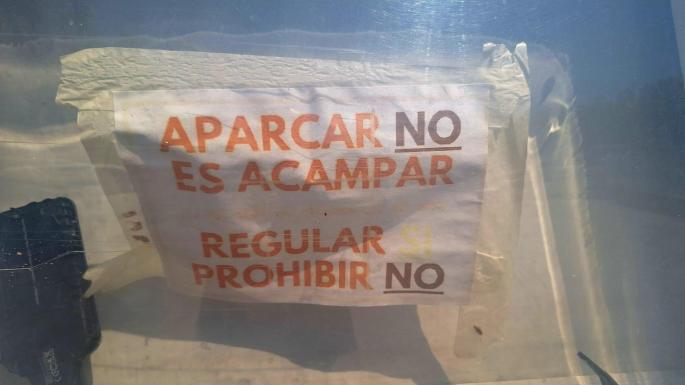 APARCAR NO
ES ACAMPAR
REGULAR SI
PROHIBIR NO